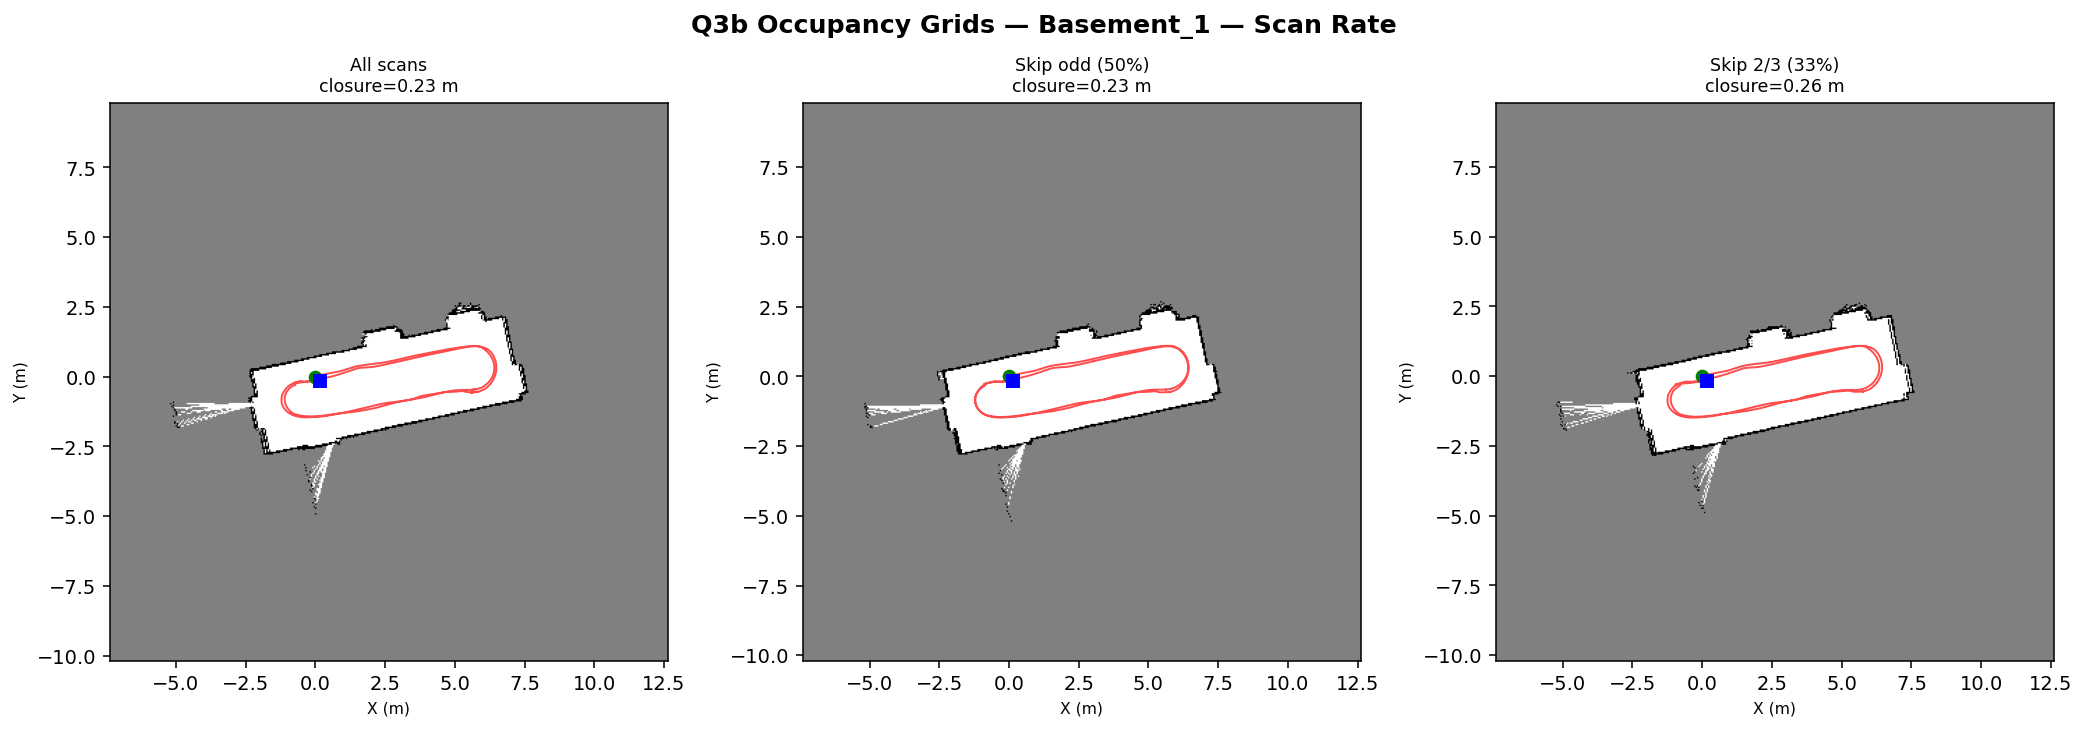 Q3b Occupancy Grids — Basement_1 — Scan Rate
All scans
closure=0.23 m
Y (m)
7.5
5.0
2.5
0.0
−2.5
−5.0
−7.5
−10.0
−5.0 −2.5 0.0 2.5 5.0 7.5 10.0 12.5
X (m)
Skip odd (50%)
closure=0.23 m
Y (m)
7.5
5.0
2.5
0.0
−2.5
−5.0
−7.5
−10.0
−5.0 −2.5 0.0 2.5 5.0 7.5 10.0 12.5
X (m)
Skip 2/3 (33%)
closure=0.26 m
Y (m)
7.5
5.0
2.5
0.0
−2.5
−5.0
−7.5
−10.0
−5.0 −2.5 0.0 2.5 5.0 7.5 10.0 12.5
X (m)